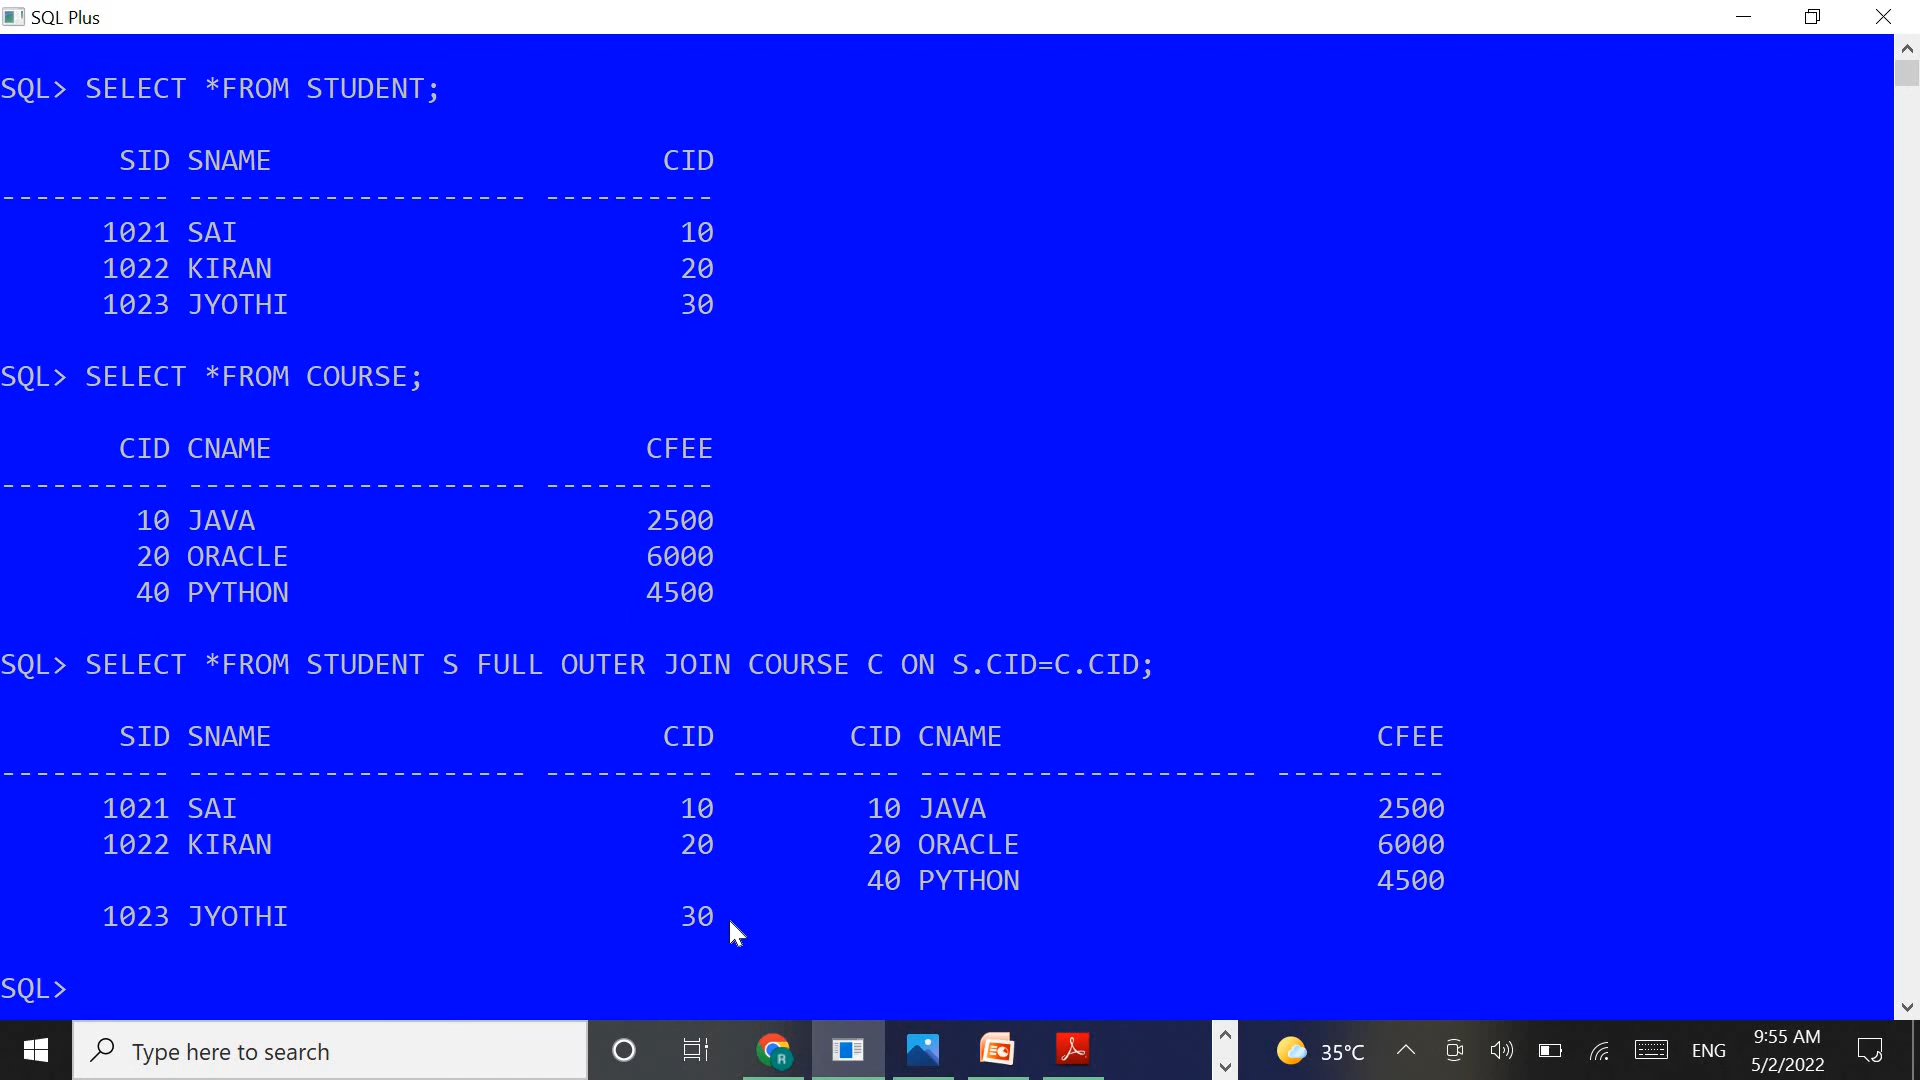 SQL Plus
SQL> SELECT *FROM STUDENT;
SID SNAME CID
---------- -------------------- ----------
1021 SAI 10
1022 KIRAN 20
1023 JYOTHI 30
SQL> SELECT *FROM COURSE;
CID CNAME CFEE
---------- -------------------- ----------
10 JAVA 2500
20 ORACLE 6000
40 PYTHON 4500
SQL> SELECT *FROM STUDENT S FULL OUTER JOIN COURSE C ON S.CID=C.CID;
SID SNAME CID CID CNAME CFEE
---------- -------------------- ---------- ---------- -------------------- ----------
1021 SAI 10 10 JAVA 2500
1022 KIRAN 20 20 ORACLE 6000
40 PYTHON 4500
1023 JYOTHI 30
SQL>
Type here to search R 35°C ENG 9:55 AM
5/2/2022